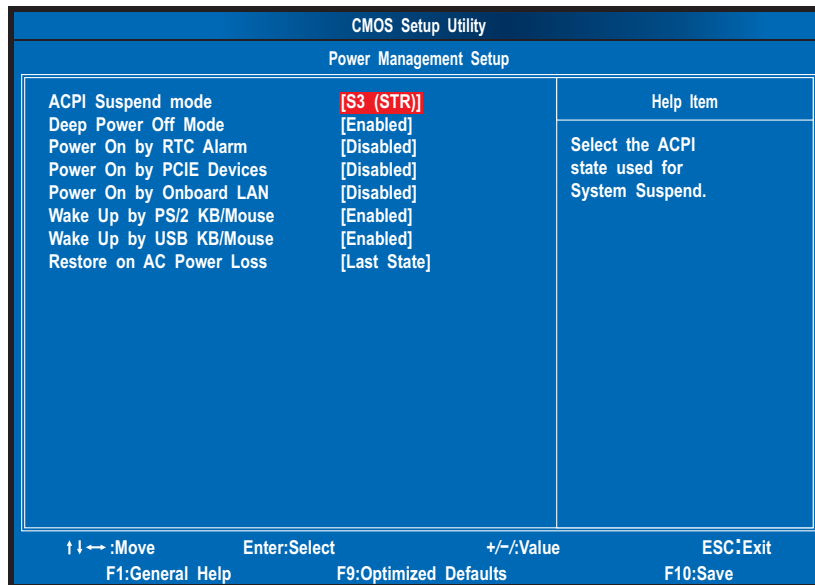 CMOS Setup Utility
Power Management Setup
ACPI Suspend mode [S3 (STR)]
Deep Power Off Mode [Enabled]
Power On by RTC Alarm [Disabled]
Power On by PCIE Devices [Disabled]
Power On by Onboard LAN [Disabled]
Wake Up by PS/2 KB/Mouse [Enabled]
Wake Up by USB KB/Mouse [Enabled]
Restore on AC Power Loss [Last State]
Help Item
Select the ACPI
state used for
System Suspend.
↑↓↔ :Move Enter:Select +/−/:Value ESC:Exit
F1:General Help F9:Optimized Defaults F10:Save